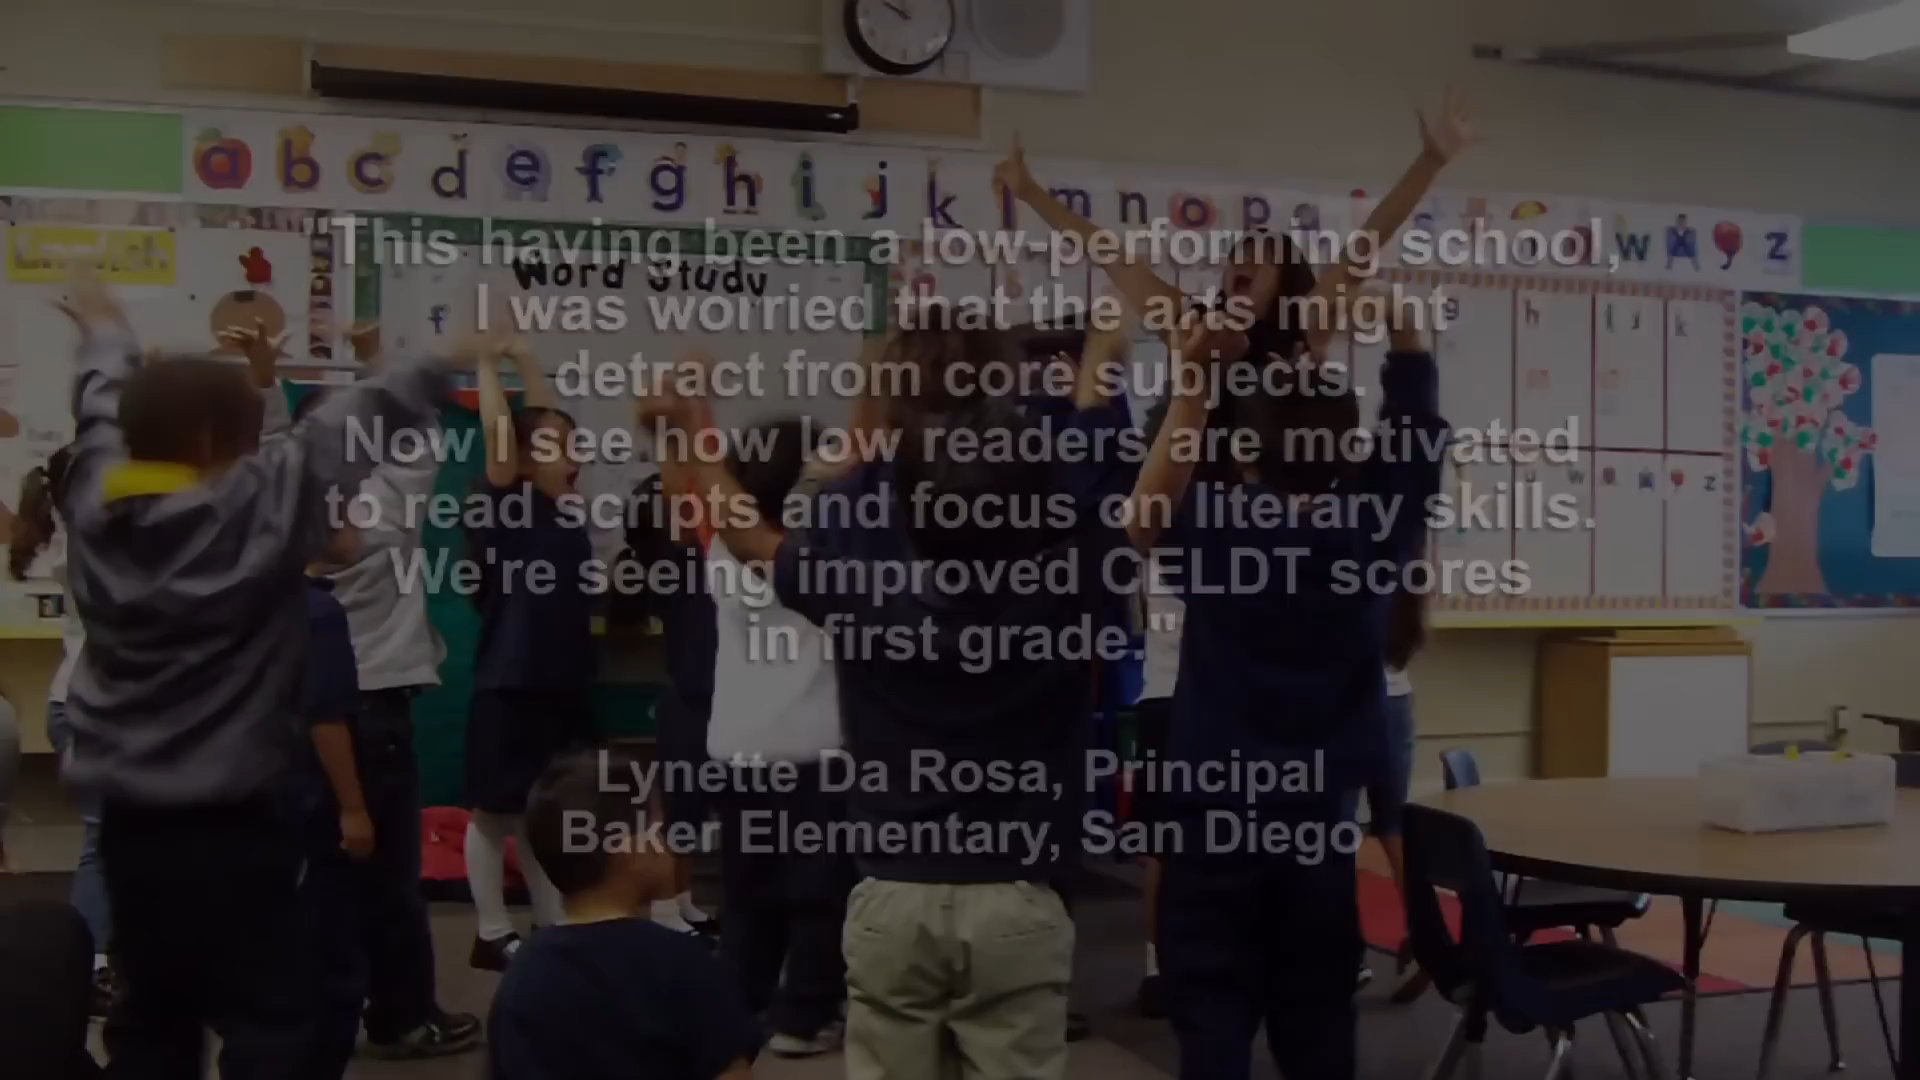 a b c d e f g h i j k l m n o p q s t w x z
English
Word Study
f
g h i j k
u w x z
"This having been a low-performing school,
I was worried that the arts might
detract from core subjects.
Now I see how low readers are motivated
to read scripts and focus on literary skills.
We're seeing improved CELDT scores
in first grade."
Lynette Da Rosa, Principal
Baker Elementary, San Diego